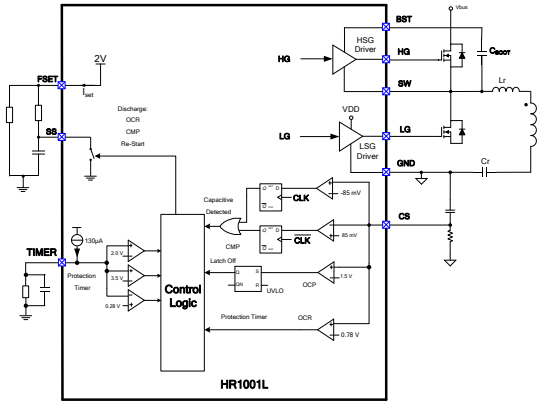 Vbus
BST
HSG
Driver
HG
HG
CBOOT
2V
FSET
Iset
SW
Lr
Discharge:
OCR
CMP
Re-Start
SS
VDD
LG
LG
LSG
Driver
GND
Cr
Capacitive
Detected
CLK
-85 mV
CS
CLK
85 mV
CMP
130µA
TIMER
2.0 V
Protection
Timer
3.5 V
0.28 V
Control
Logic
Latch Off
Q
S
QN
R
UVLO
OCP
1.5 V
Protection Timer
OCR
0.78 V
HR1001L